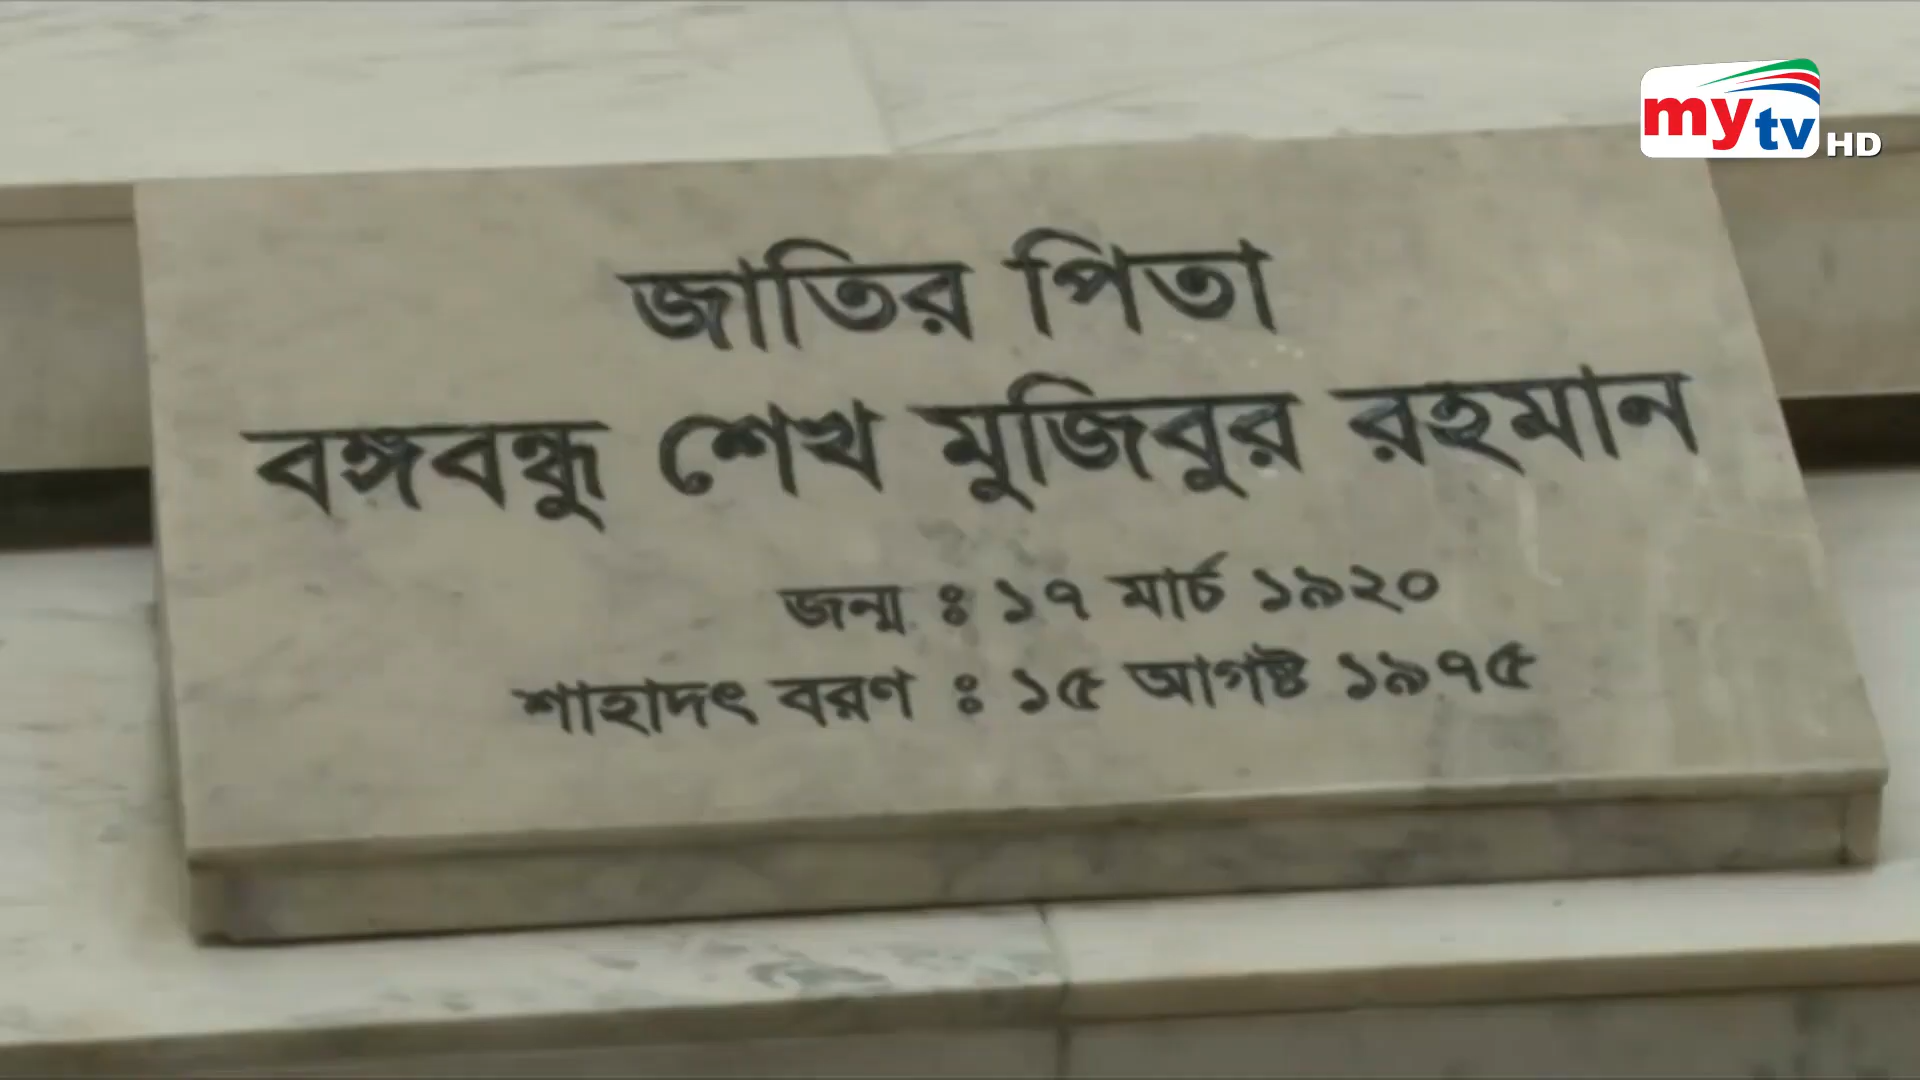 mytv HD
জাতির পিতা
বঙ্গবন্ধু শেখ মুজিবুর রহমান
জন্ম : ১৭ মার্চ ১৯২০
শাহাদৎ বরণ : ১৫ আগষ্ট ১৯৭৫